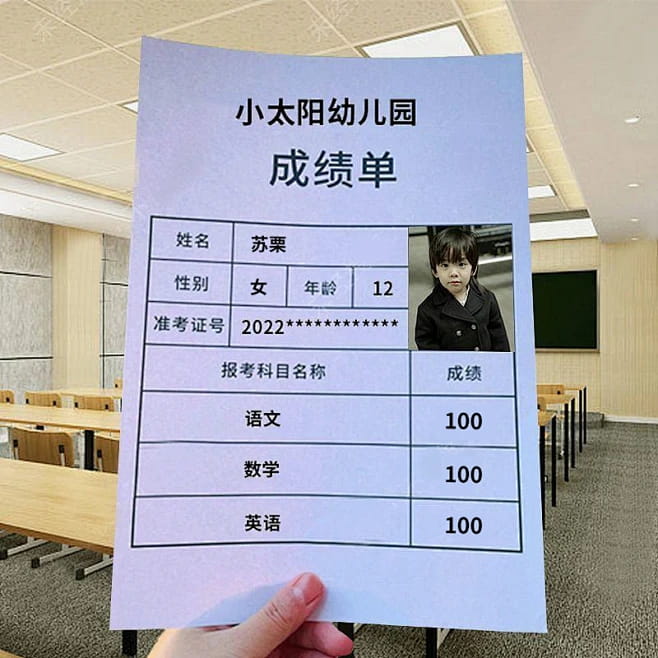 小太阳幼儿园
成绩单
姓名 苏栗
性别 女 年龄 12
准考证号 2022************
报考科目名称 成绩
语文 100
数学 100
英语 100